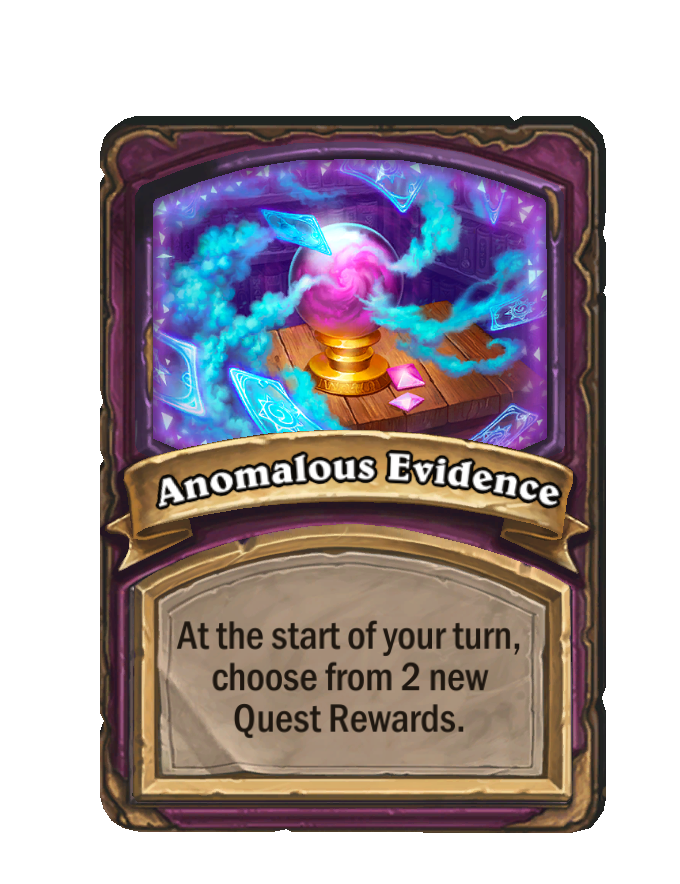 Anomalous Evidence
At the start of your turn,
choose from 2 new
Quest Rewards.